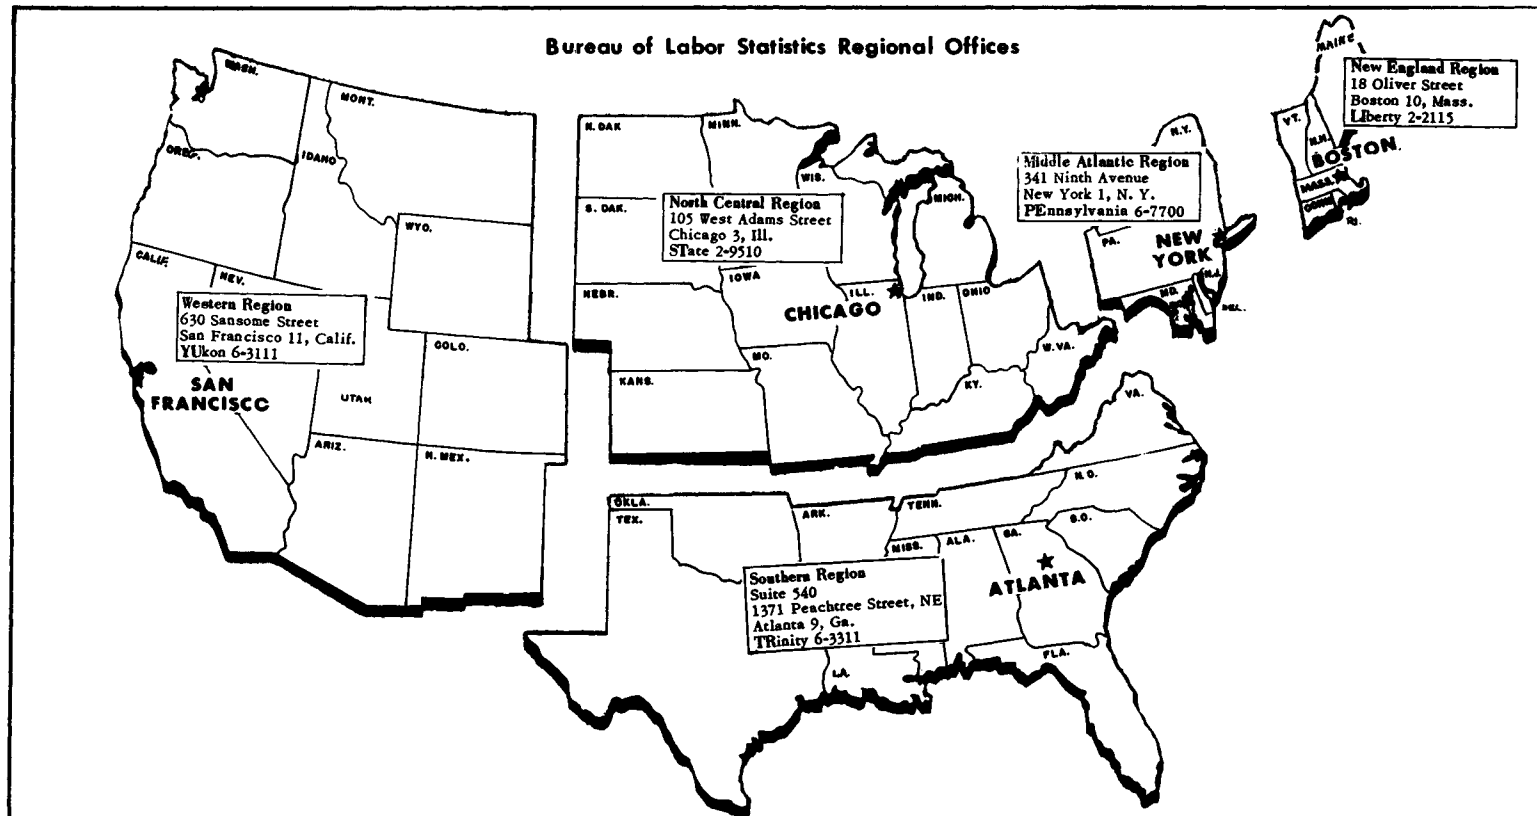 Bureau of Labor Statistics Regional Offices
WASH.
MONT.
OREG.
IDAHO
WYO.
CALIF.
NEV.
Western Region
630 Sansome Street
San Francisco 11, Calif.
YUkon 6-3111
SAN
FRANCISCO
UTAH
COLO.
ARIZ.
N. MEX.
N. DAK
MINN.
S. DAK.
WIS.
MICH.
North Central Region
105 West Adams Street
Chicago 3, Ill.
STate 2-9510
NEBR.
IOWA
ILL.
IND.
OHIO
CHICAGO
KANS.
MO.
KY.
W. VA.
MAINE
New England Region
18 Oliver Street
Boston 10, Mass.
LIberty 2-2115
VT.
N.H.
BOSTON
MASS.
CONN.
R.I.
N.Y.
Middle Atlantic Region
341 Ninth Avenue
New York 1, N. Y.
PEnnsylvania 6-7700
PA.
NEW
YORK
N.J.
MD.
DEL.
VA.
OKLA.
TEX.
ARK.
TENN.
N. C.
S.C.
MISS.
ALA.
GA.
ATLANTA
Southern Region
Suite 540
1371 Peachtree Street, NE
Atlanta 9, Ga.
TRinity 6-3311
LA.
FLA.